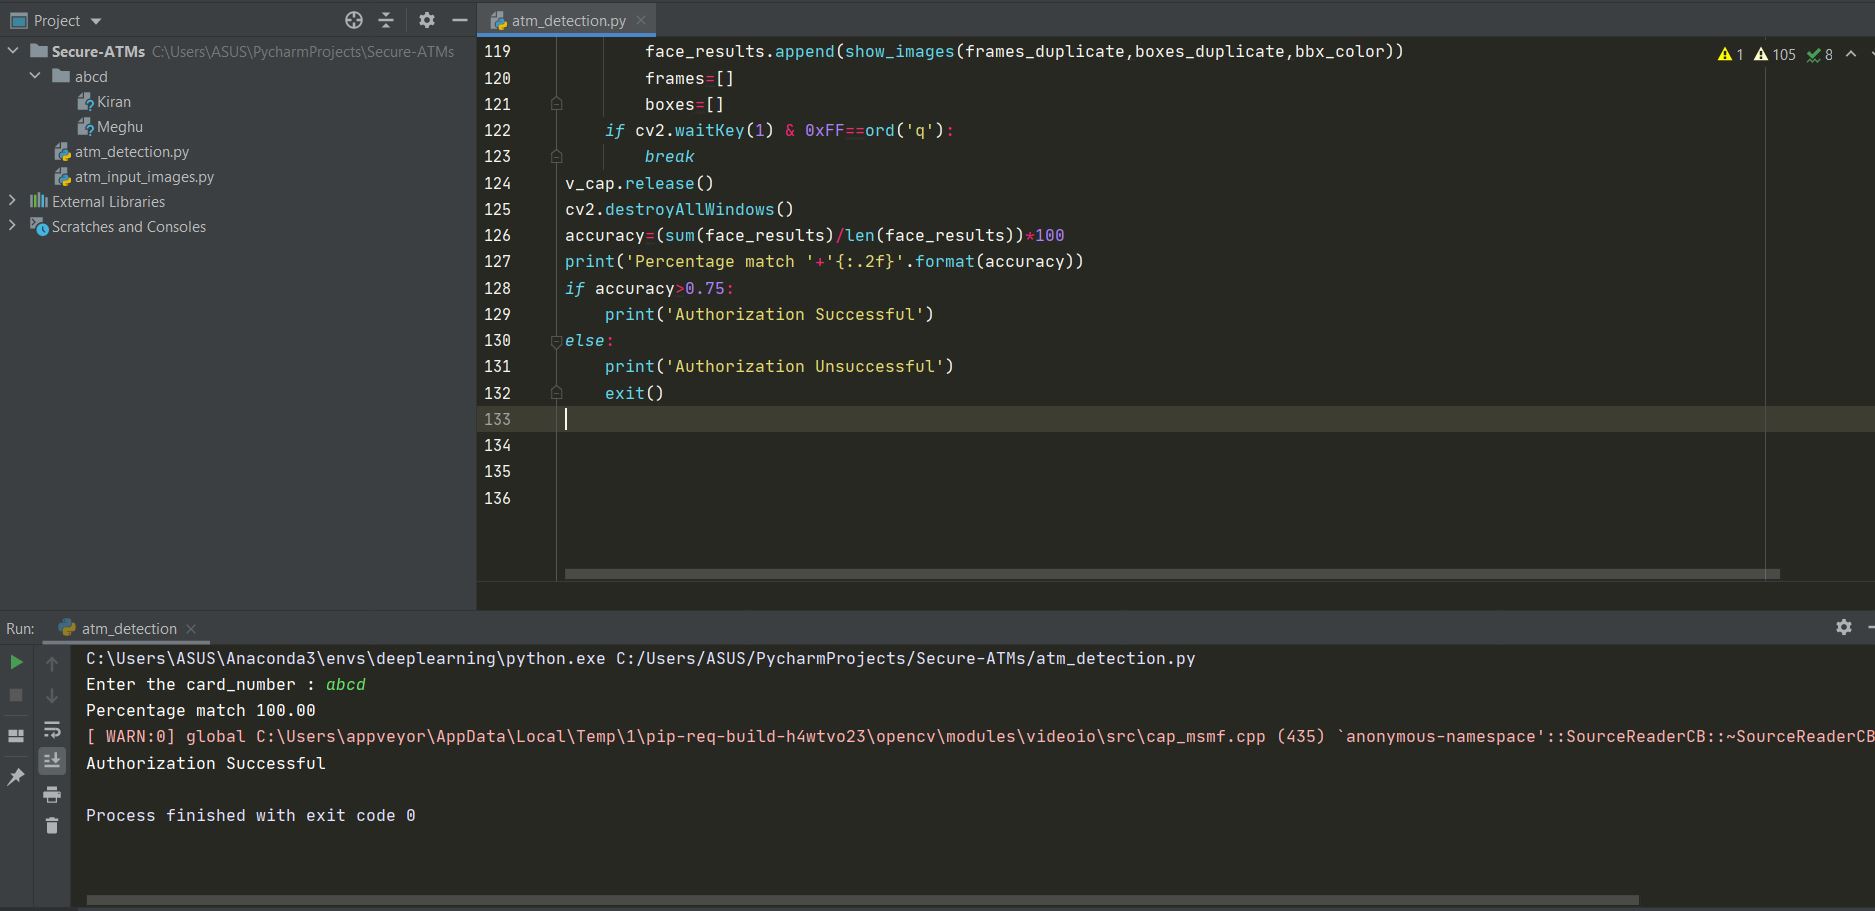 Project
Secure-ATMs C:\Users\ASUS\PycharmProjects\Secure-ATMs
abcd
Kiran
Meghu
atm_detection.py
atm_input_images.py
External Libraries
Scratches and Consoles
atm_detection.py
1 105 8
119 face_results.append(show_images(frames_duplicate,boxes_duplicate,bbx_color))
120 frames=[]
121 boxes=[]
122 if cv2.waitKey(1) & 0xFF==ord('q'):
123 break
124 v_cap.release()
125 cv2.destroyAllWindows()
126 accuracy=(sum(face_results)/len(face_results))*100
127 print('Percentage match '+'{:.2f}'.format(accuracy))
128 if accuracy>0.75:
129 print('Authorization Successful')
130 else:
131 print('Authorization Unsuccessful')
132 exit()
133
134
135
136
Run: atm_detection
C:\Users\ASUS\Anaconda3\envs\deeplearning\python.exe C:/Users/ASUS/PycharmProjects/Secure-ATMs/atm_detection.py
Enter the card_number : abcd
Percentage match 100.00
[ WARN:0] global C:\Users\appveyor\AppData\Local\Temp\1\pip-req-build-h4wtvo23\opencv\modules\videoio\src\cap_msmf.cpp (435) `anonymous-namespace'::SourceReaderCB::~SourceReaderCB
Authorization Successful
Process finished with exit code 0